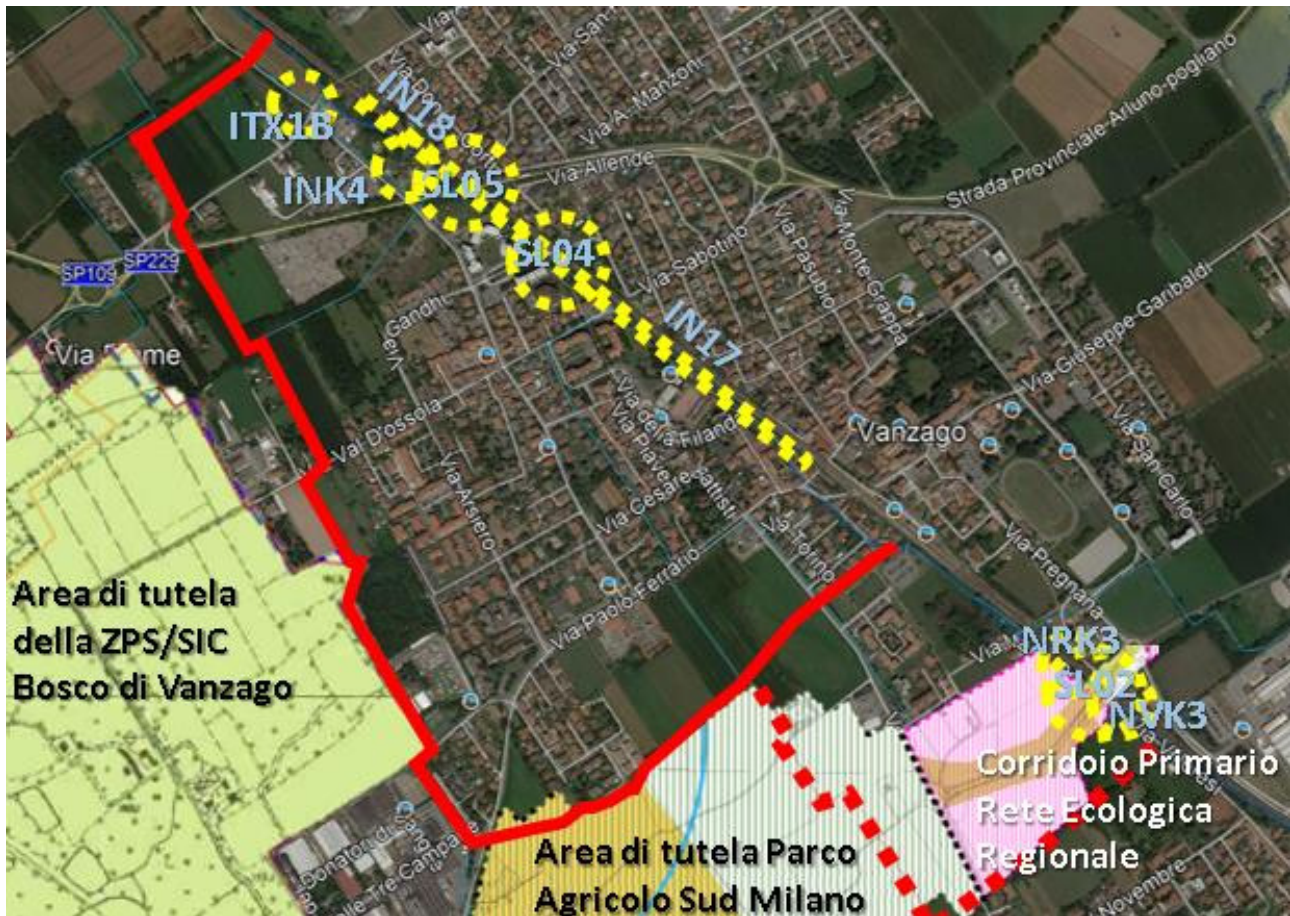 Via A. Manzoni
IN18
ITX1B
Via Allende
Strada Provinciale Arluno-pogliano
INK4
SL05
SL04
Via Sabotino
Via Pasubio
Via Monte Grappa
SP109
SP229
Viale Gandhi
IN17
Via Giuseppe Garibaldi
Val D'ossola
Via della Filanda
Via Piave
Vanzago
Via San Carlo
Via Arsiero
Via Cesare Battisti
Via Torino
Via Pregnana
Via Paolo Ferrario
Area di tutela
della ZPS/SIC
Bosco di Vanzago
NRK3
SL02
NVK3
Corridoio Primario
Rete Ecologica
Regionale
Area di tutela Parco
Agricolo Sud Milano
Novembre